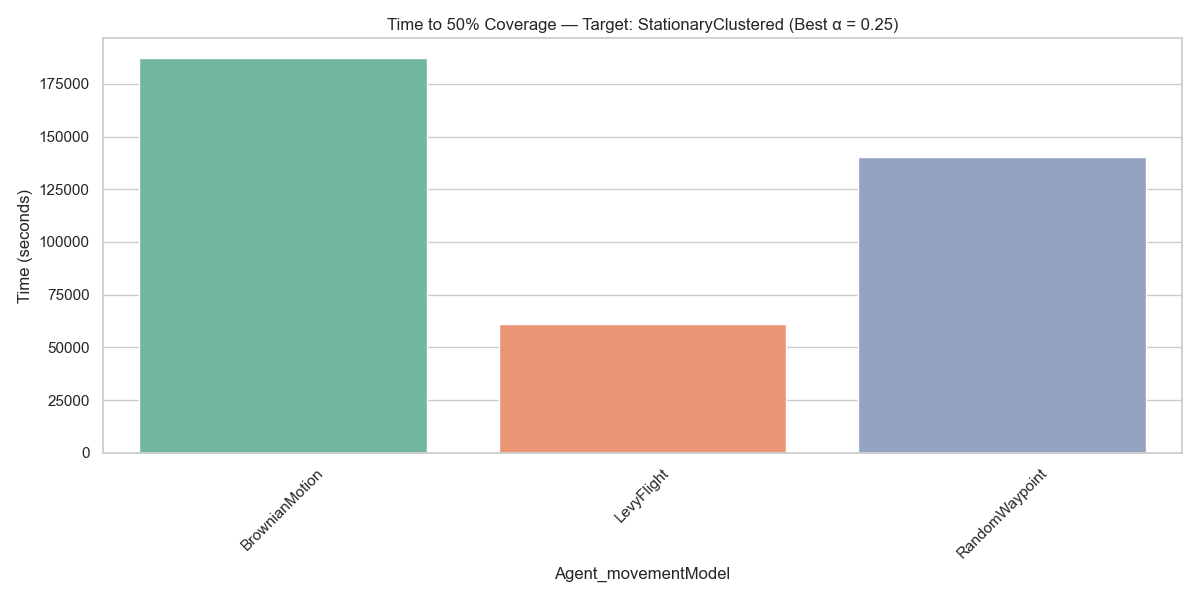 Time to 50% Coverage — Target: StationaryClustered (Best α = 0.25)
Time (seconds)
175000
150000
125000
100000
75000
50000
25000
0
BrownianMotion
LevyFlight
RandomWaypoint
Agent_movementModel